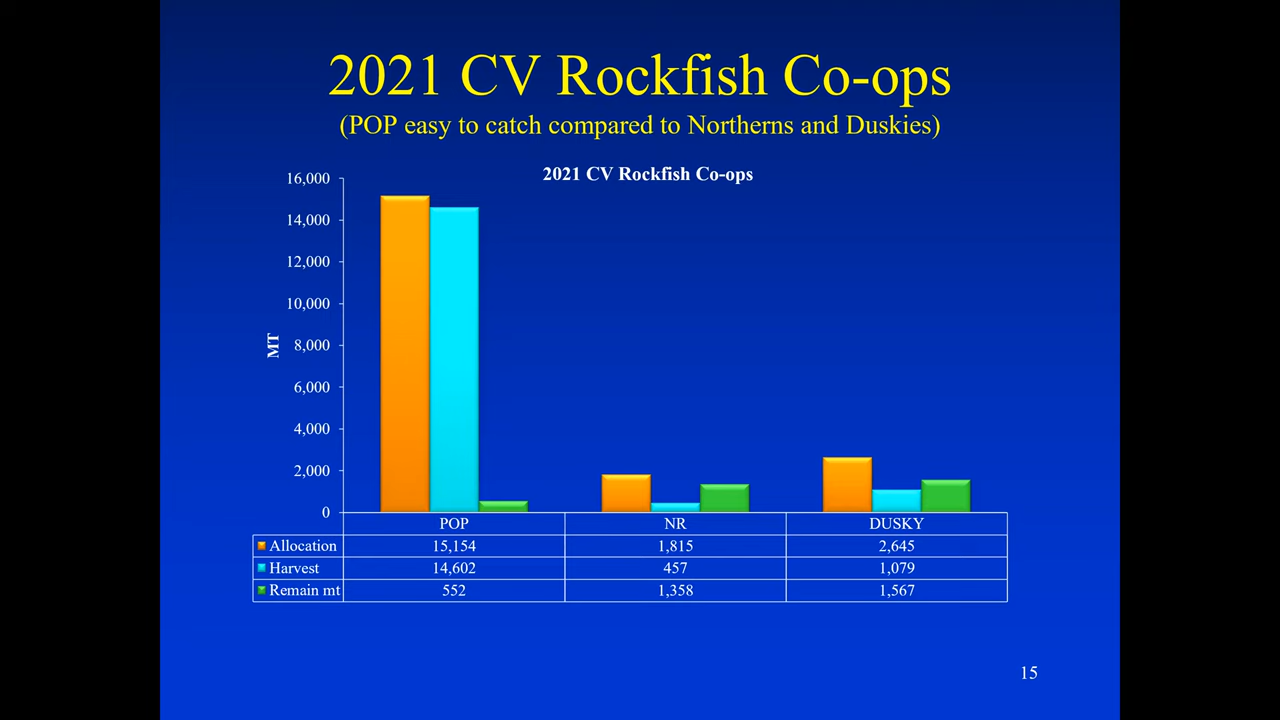 2021 CV Rockfish Co-ops
(POP easy to catch compared to Northerns and Duskies)
2021 CV Rockfish Co-ops
16,000
14,000
12,000
10,000
8,000
6,000
4,000
2,000
0
MT
POP NR DUSKY
Allocation 15,154 1,815 2,645
Harvest 14,602 457 1,079
Remain mt 552 1,358 1,567
15